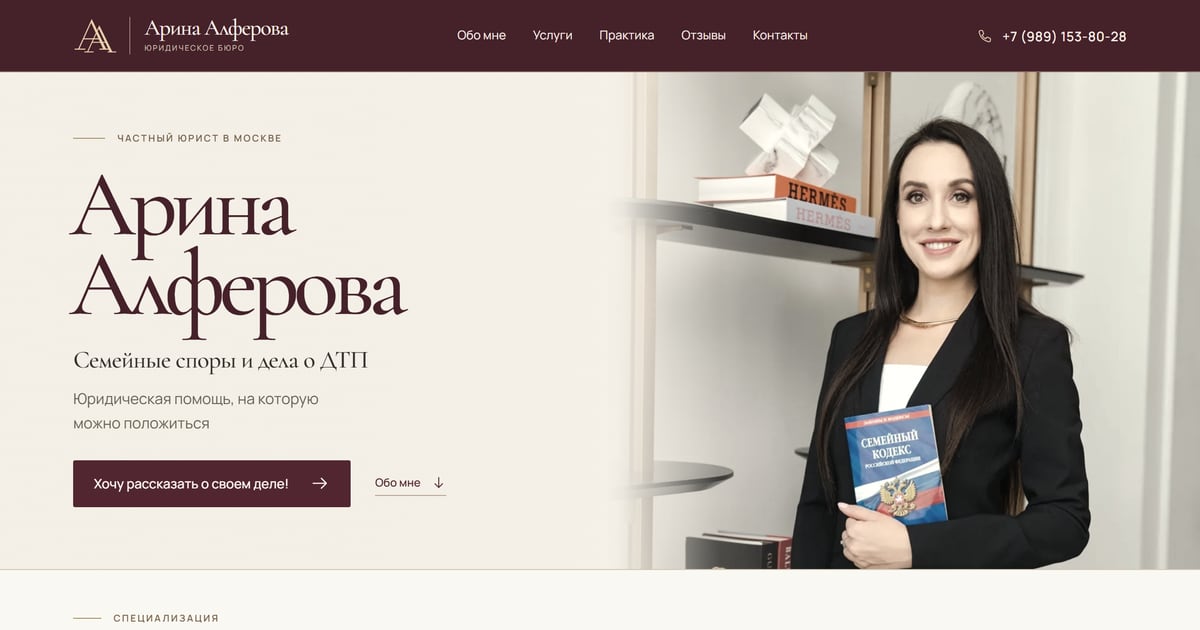 Арина Алферова
ЮРИДИЧЕСКОЕ БЮРО
Обо мне Услуги Практика Отзывы Контакты
+7 (989) 153-80-28
ЧАСТНЫЙ ЮРИСТ В МОСКВЕ
Арина
Алферова
Семейные споры и дела о ДТП
Юридическая помощь, на которую
можно положиться
Хочу рассказать о своем деле!
Обо мне
HERMÈS
HERMÈS
СЕМЕЙНЫЙ
КОДЕКС
РОССИЙСКОЙ ФЕДЕРАЦИИ
СПЕЦИАЛИЗАЦИЯ